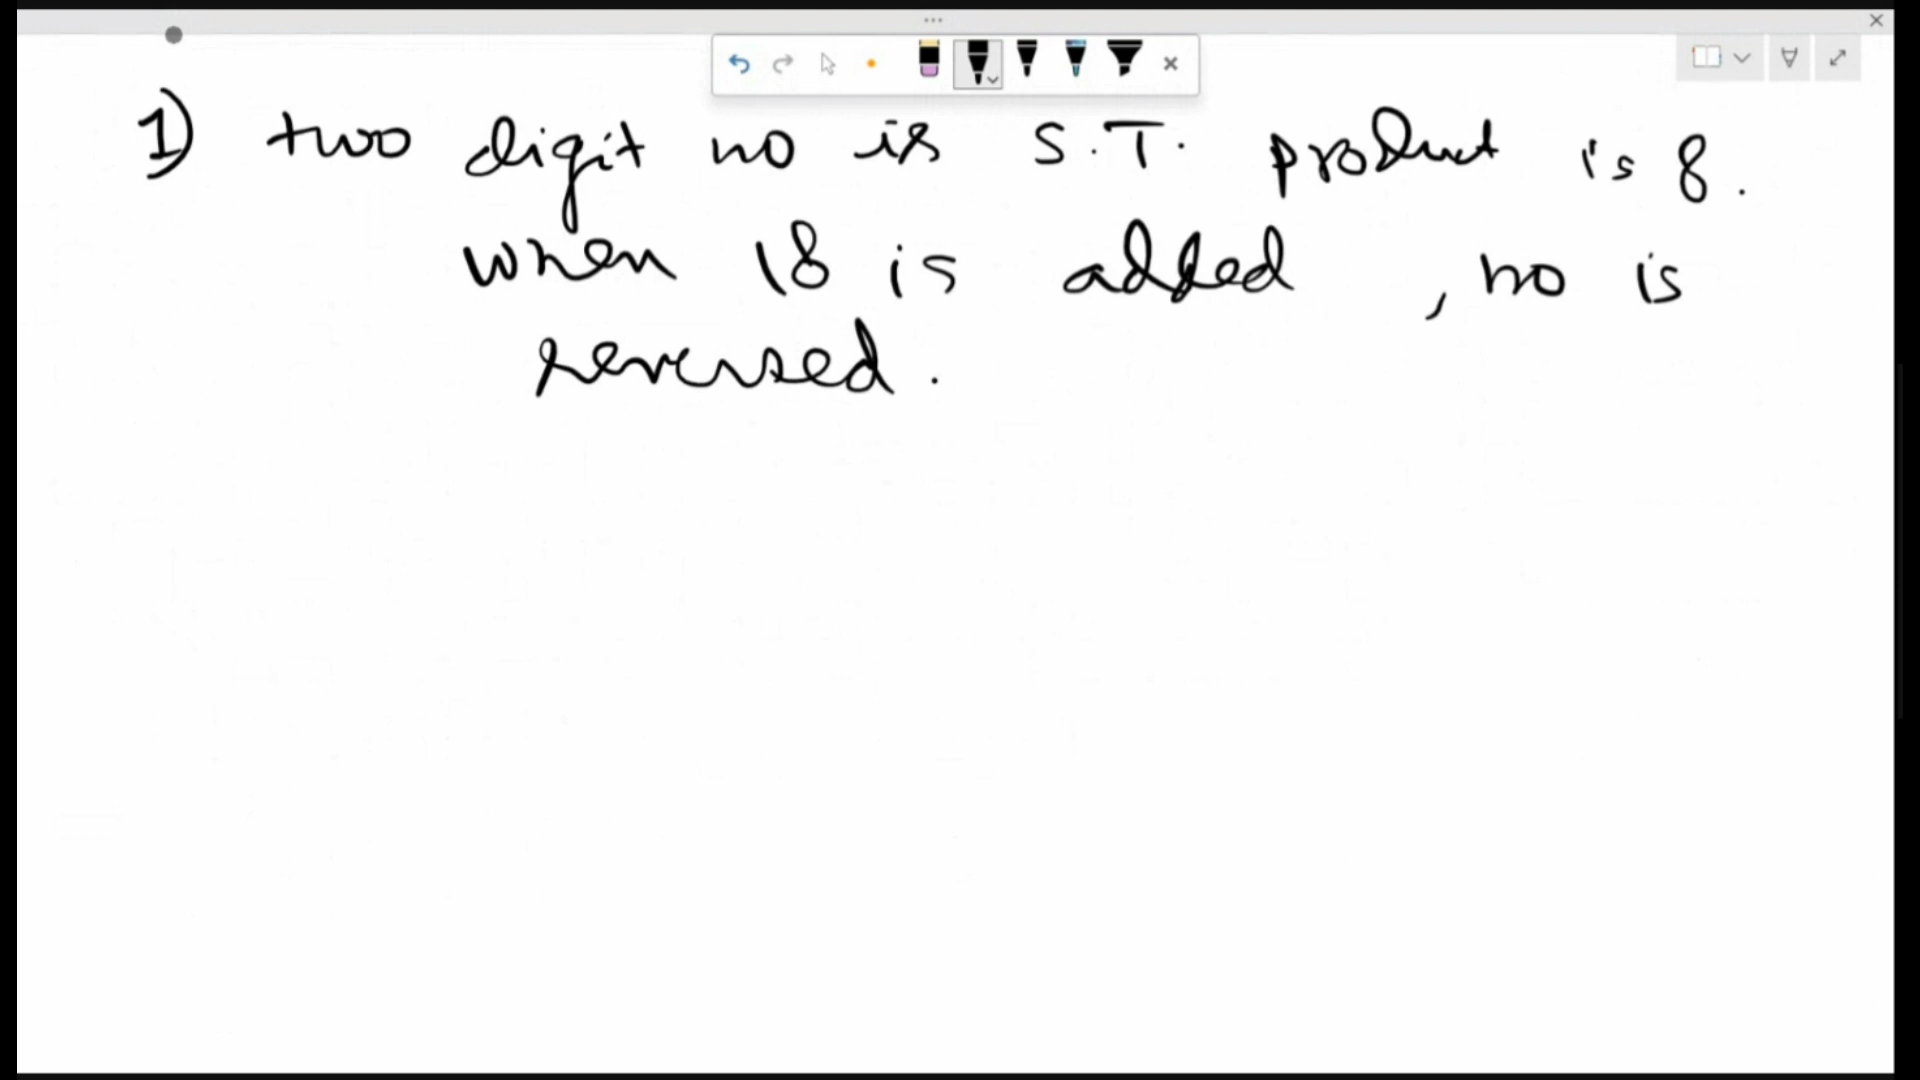 1) two digit no is S.T. product is 8.
when 18 is added, no is
reversed.